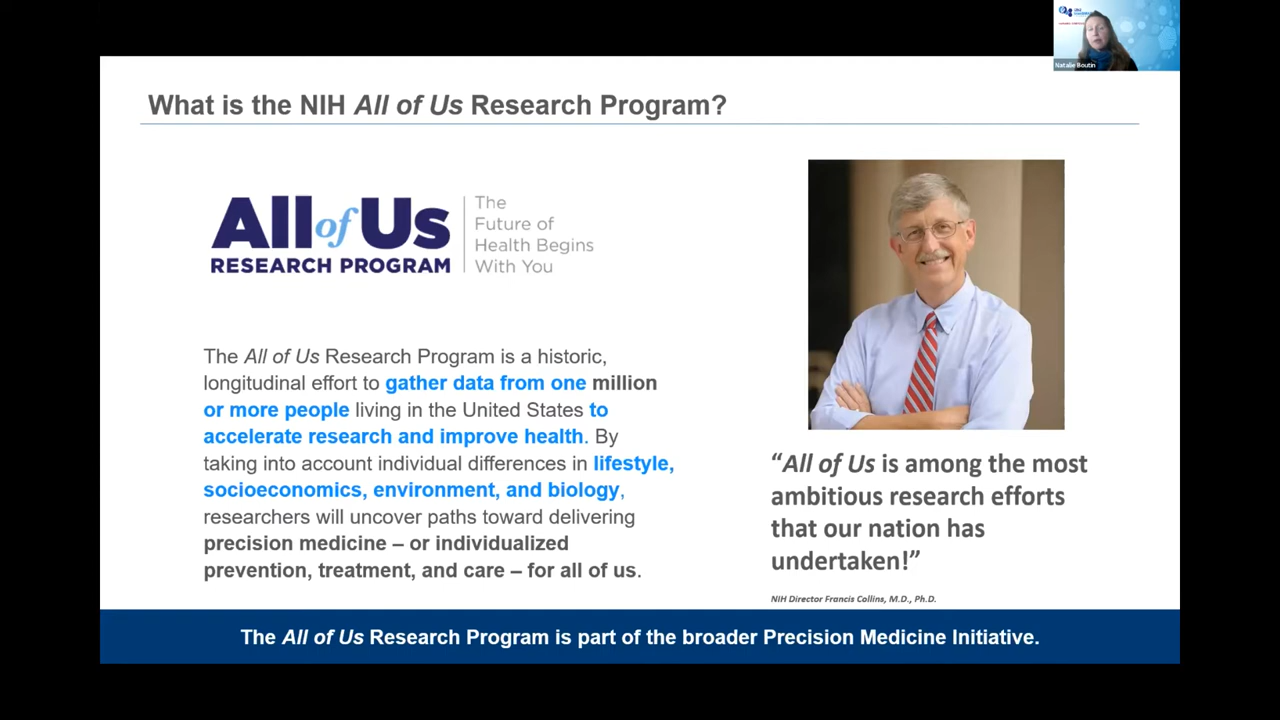 Natalie Boutin
What is the NIH All of Us Research Program?
All of Us
RESEARCH PROGRAM
The
Future of
Health Begins
With You
The All of Us Research Program is a historic,
longitudinal effort to gather data from one million
or more people living in the United States to
accelerate research and improve health. By
taking into account individual differences in lifestyle,
socioeconomics, environment, and biology,
researchers will uncover paths toward delivering
precision medicine – or individualized
prevention, treatment, and care – for all of us.
“All of Us is among the most
ambitious research efforts
that our nation has
undertaken!”
NIH Director Francis Collins, M.D., Ph.D.
The All of Us Research Program is part of the broader Precision Medicine Initiative.